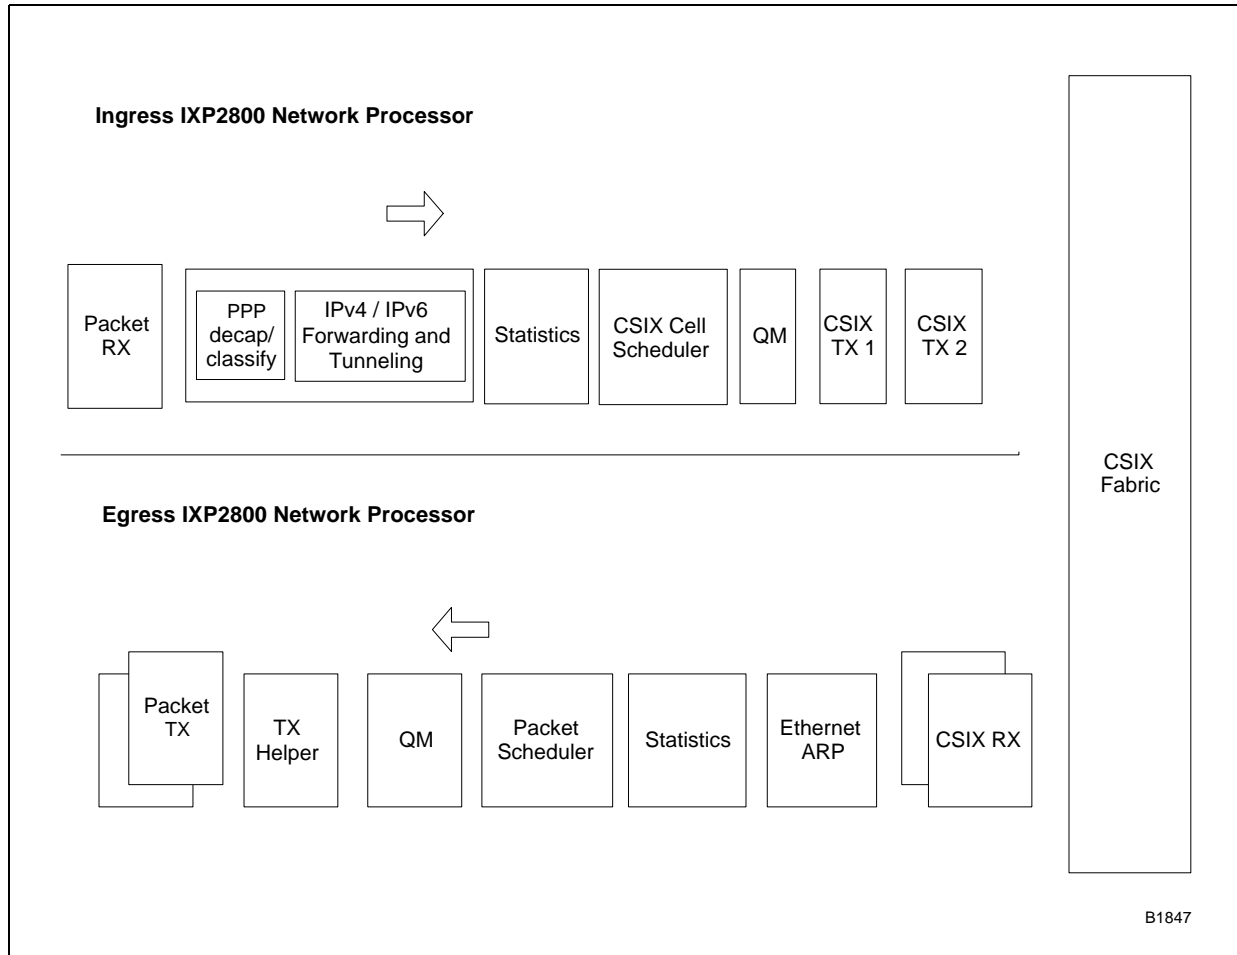 Ingress IXP2800 Network Processor
Packet
RX
PPP
decap/
classify
IPv4 / IPv6
Forwarding and
Tunneling
Statistics
CSIX Cell
Scheduler
QM
CSIX
TX 1
CSIX
TX 2
CSIX
Fabric
Egress IXP2800 Network Processor
Packet
TX
TX
Helper
QM
Packet
Scheduler
Statistics
Ethernet
ARP
CSIX RX
B1847